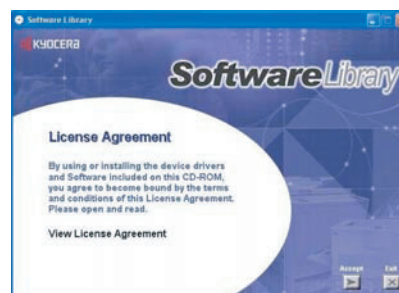 Software Library
KYOCERA
SoftwareLibrary
License Agreement
By using or installing the device drivers
and Software included on this CD-ROM,
you agree to become bound by the terms
and conditions of this License Agreement.
Please open and read.
View License Agreement
Accept Exit